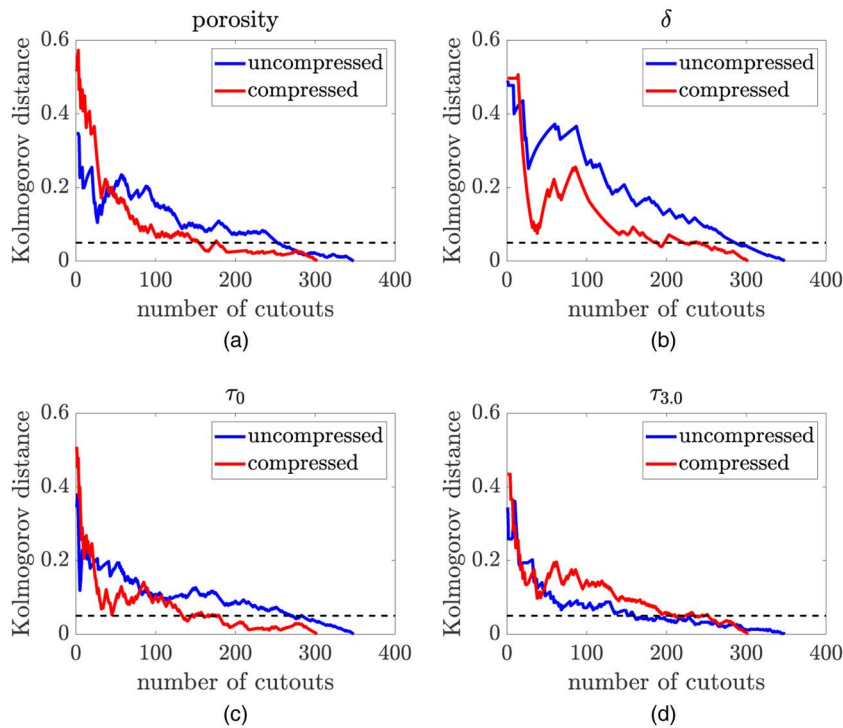 porosity
Kolmogorov distance
0.6
0.4
0.2
0
uncompressed
compressed
0 100 200 300 400
number of cutouts
(a)
δ
Kolmogorov distance
0.6
0.4
0.2
0
uncompressed
compressed
0 100 200 300 400
number of cutouts
(b)
τ₀
Kolmogorov distance
0.6
0.4
0.2
0
uncompressed
compressed
0 100 200 300 400
number of cutouts
(c)
τ₃.₀
Kolmogorov distance
0.6
0.4
0.2
0
uncompressed
compressed
0 100 200 300 400
number of cutouts
(d)